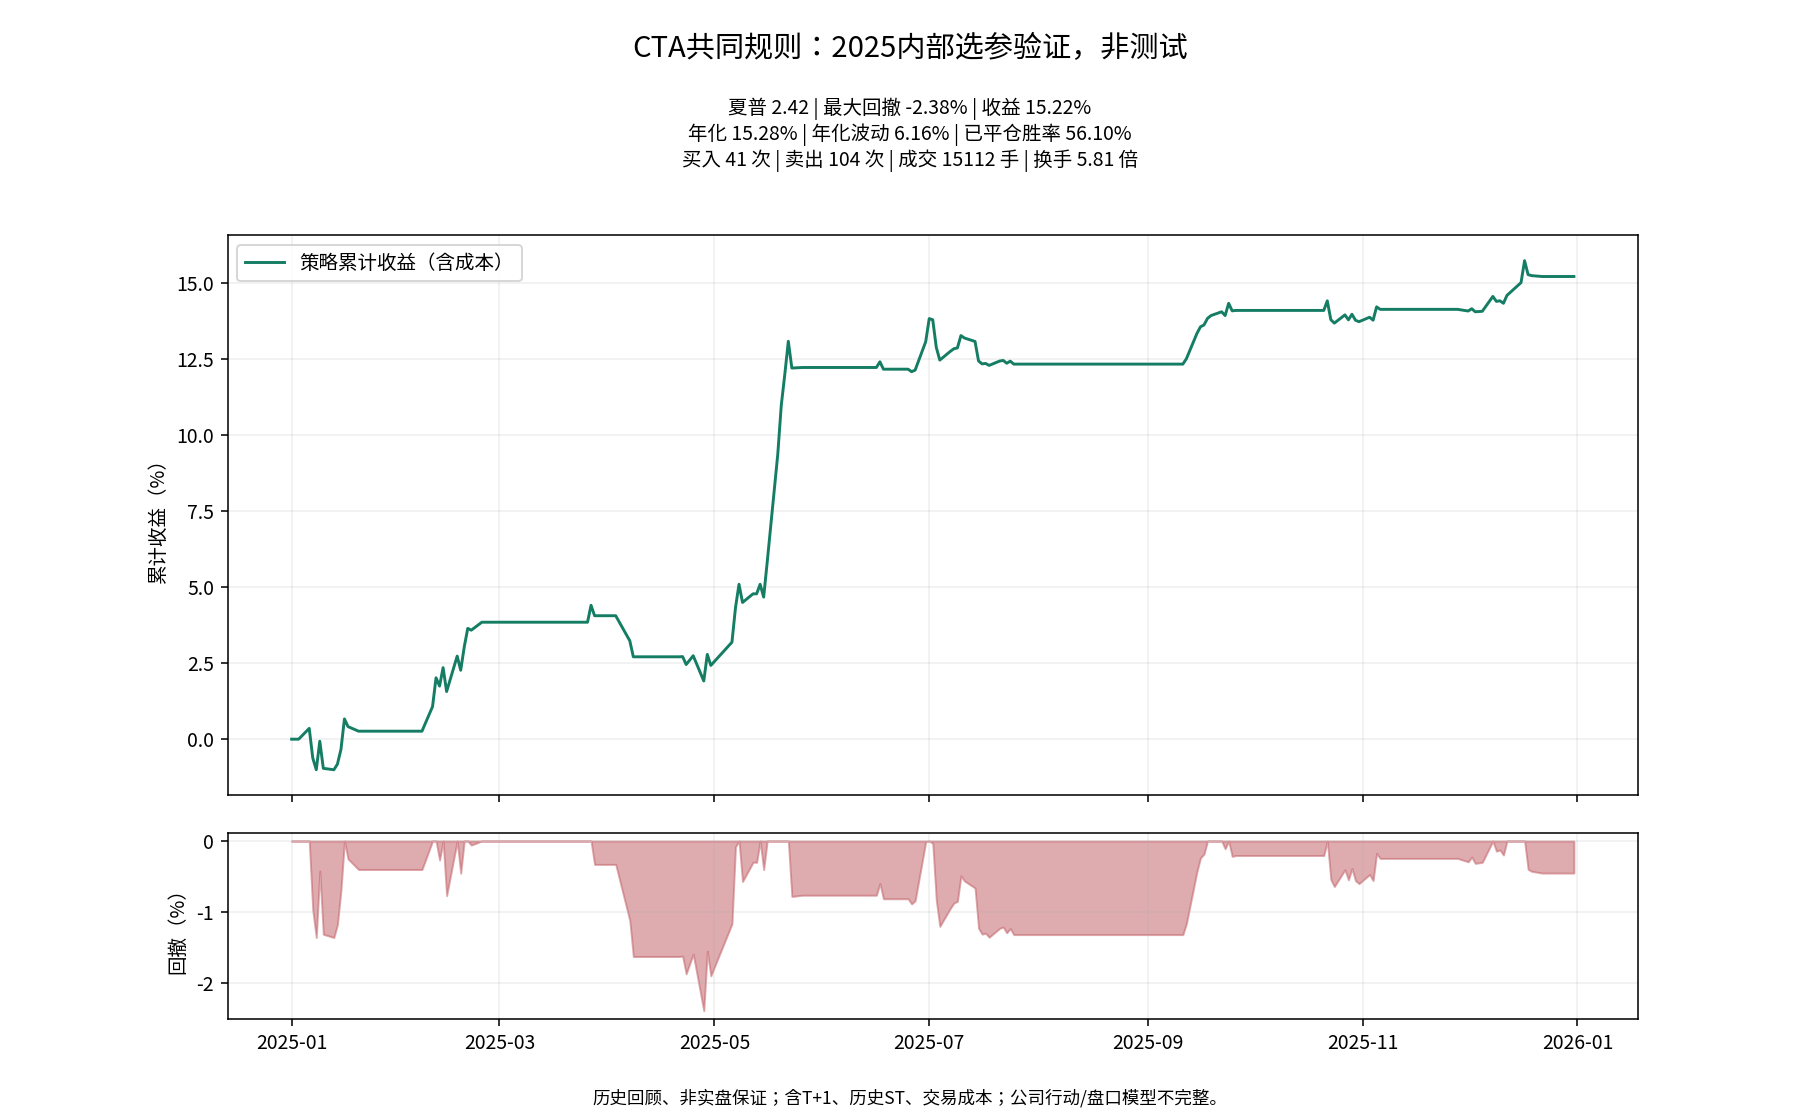 CTA共同规则：2025内部选参验证，非测试
夏普 2.42 | 最大回撤 -2.38% | 收益 15.22%
年化 15.28% | 年化波动 6.16% | 已平仓胜率 56.10%
买入 41 次 | 卖出 104 次 | 成交 15112 手 | 换手 5.81 倍
策略累计收益（含成本）
累计收益（%）
15.0
12.5
10.0
7.5
5.0
2.5
0.0
回撤（%）
0
-1
-2
2025-01
2025-03
2025-05
2025-07
2025-09
2025-11
2026-01
历史回顾、非实盘保证；含T+1、历史ST、交易成本；公司行动/盘口模型不完整。